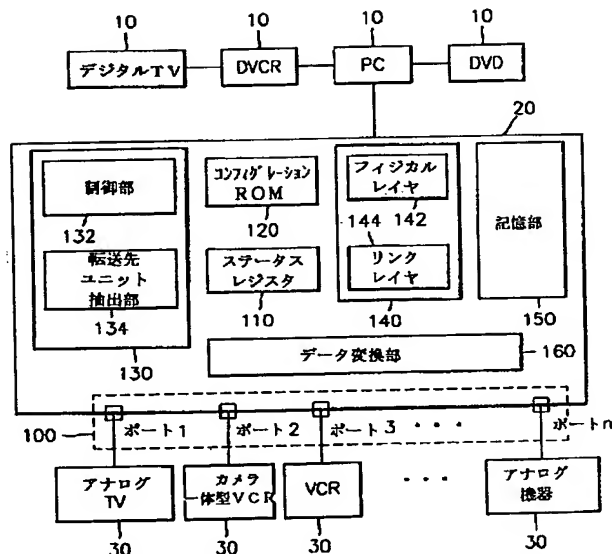 10 10 10 10
デジタルTV DVCR PC DVD
20
制御部
132
転送先
ユニット
抽出部
134
130
コンフィグレーション
ROM
120
ステータス
レジスタ
110
フィジカル
レイヤ
144 142
リンク
レイヤ
140
記憶部
150
データ変換部 160
100 ポート1 ポート2 ポート3 ・・・ ポートn
アナログ
TV
カメラ
一体型VCR
VCR
・・・
アナログ
機器
30 30 30 30